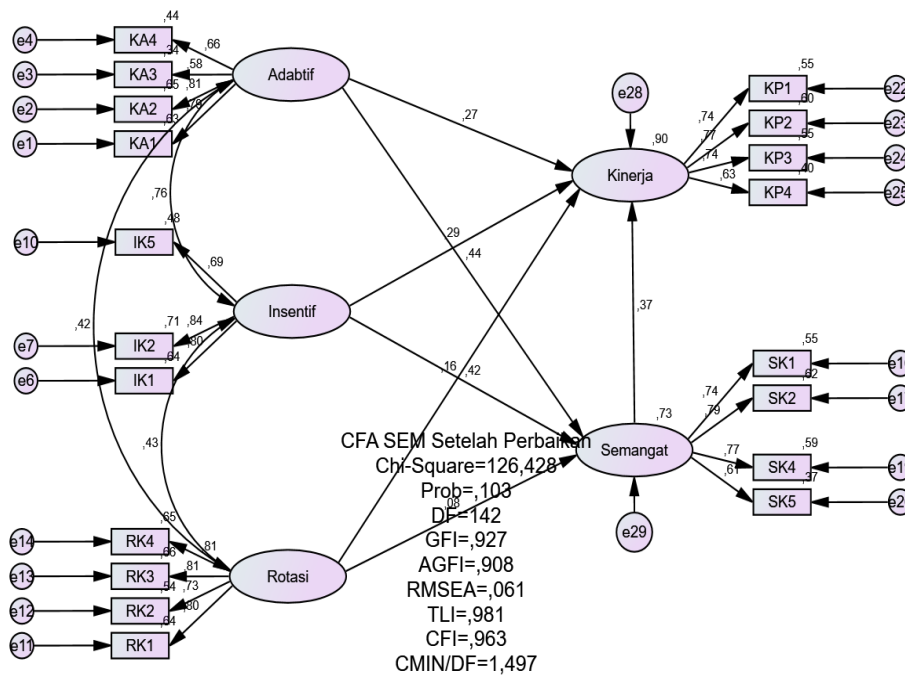 ,44
e4 KA4 ,66
,34
e3 KA3 ,58 Adabtif
,65 ,81
e2 KA2 ,79
,63
e1 KA1
,76
,48
e10 IK5
,69
,42
Insentif
,71 ,84
e7 IK2 ,80
,64
e6 IK1
,43
,65
e14 RK4 ,81
,66
e13 RK3 ,81 Rotasi
,54 ,73
e12 RK2 ,80
,64
e11 RK1
,27
,29
,44
,16
,42
,08
,37
e28
,90
Kinerja
,55
,74 KP1 e22
,60
,77 KP2 e23
,55
,74 KP3 e24
,40
,63 KP4 e25
,73
Semangat
e29
,55
,74 SK1
,62
,79 SK2
,59
,77 SK4
,37
,61 SK5
CFA SEM Setelah Perbaikan
Chi-Square=126,428
Prob=,103
DF=142
GFI=,927
AGFI=,908
RMSEA=,061
TLI=,981
CFI=,963
CMIN/DF=1,497